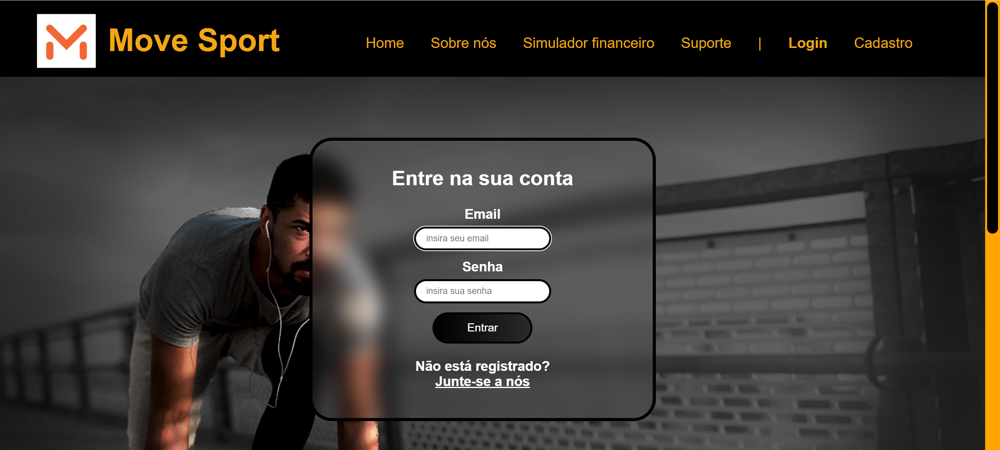 Move Sport
Home Sobre nós Simulador financeiro Suporte | Login Cadastro
Entre na sua conta
Email
insira seu email
Senha
insira sua senha
Entrar
Não está registrado?
Junte-se a nós